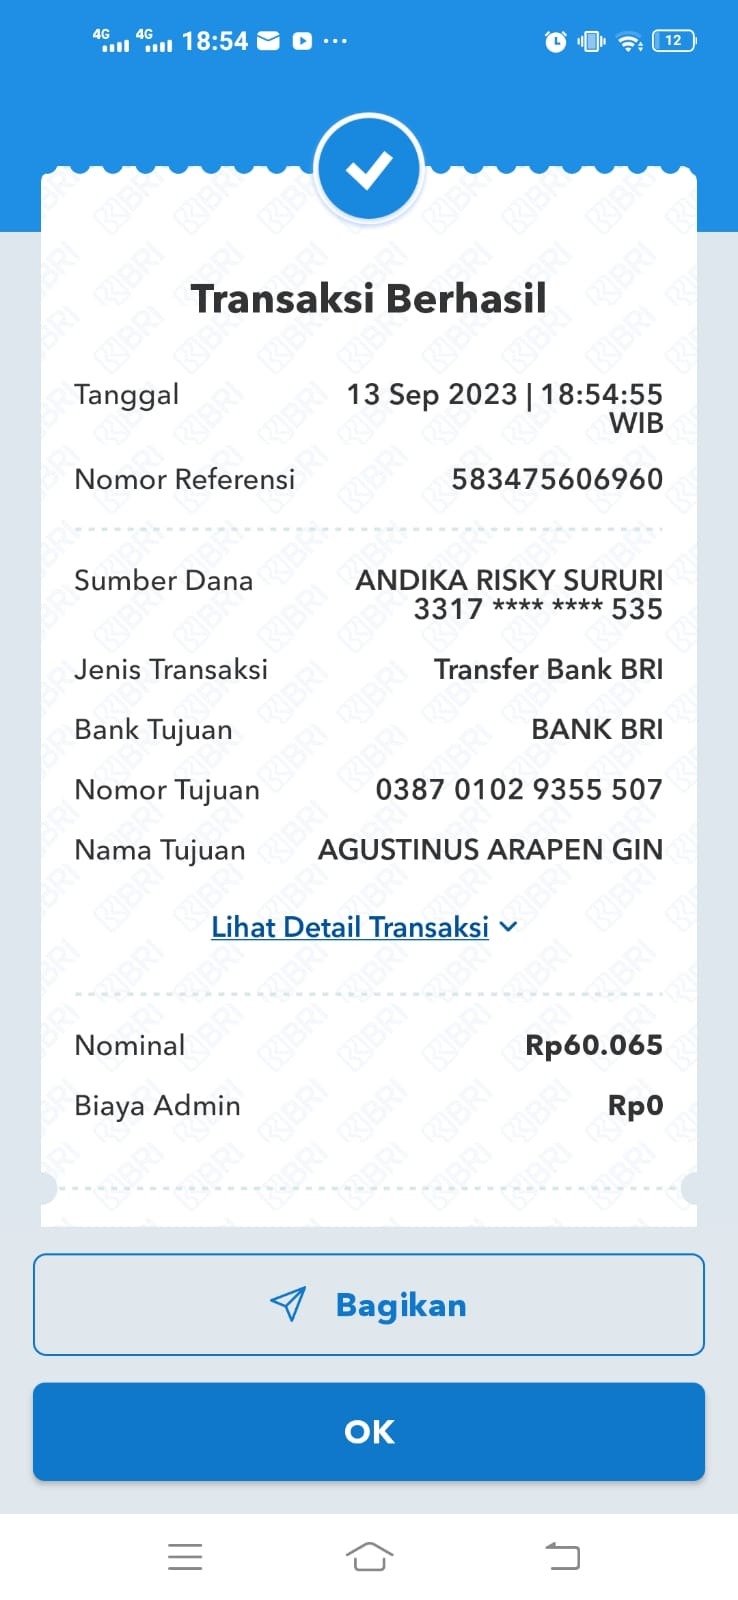 4G 4G 18:54 ... 12
Transaksi Berhasil
Tanggal 13 Sep 2023 | 18:54:55
WIB
Nomor Referensi 583475606960
Sumber Dana ANDIKA RISKY SURURI
3317 **** **** 535
Jenis Transaksi Transfer Bank BRI
Bank Tujuan BANK BRI
Nomor Tujuan 0387 0102 9355 507
Nama Tujuan AGUSTINUS ARAPEN GIN
Lihat Detail Transaksi
Nominal Rp60.065
Biaya Admin Rp0
Bagikan
OK